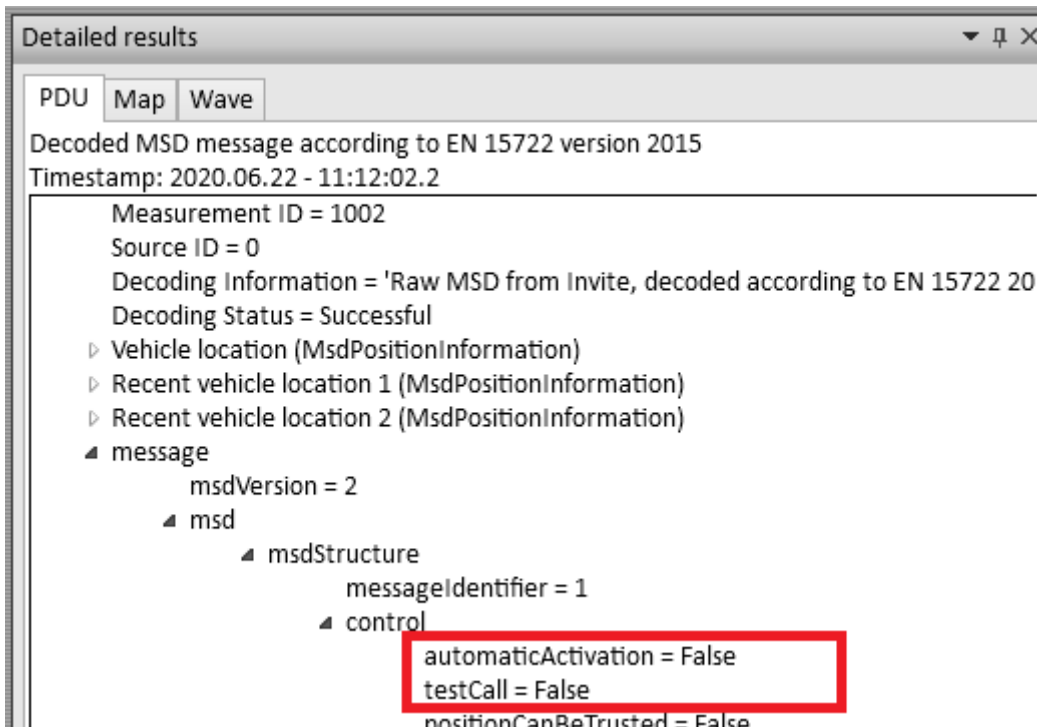 Detailed results
PDU Map Wave
Decoded MSD message according to EN 15722 version 2015
Timestamp: 2020.06.22 - 11:12:02.2
Measurement ID = 1002
Source ID = 0
Decoding Information = 'Raw MSD from Invite, decoded according to EN 15722 20
Decoding Status = Successful
Vehicle location (MsdPositionInformation)
Recent vehicle location 1 (MsdPositionInformation)
Recent vehicle location 2 (MsdPositionInformation)
message
msdVersion = 2
msd
msdStructure
messageIdentifier = 1
control
automaticActivation = False
testCall = False
positionCanBeTrusted = False